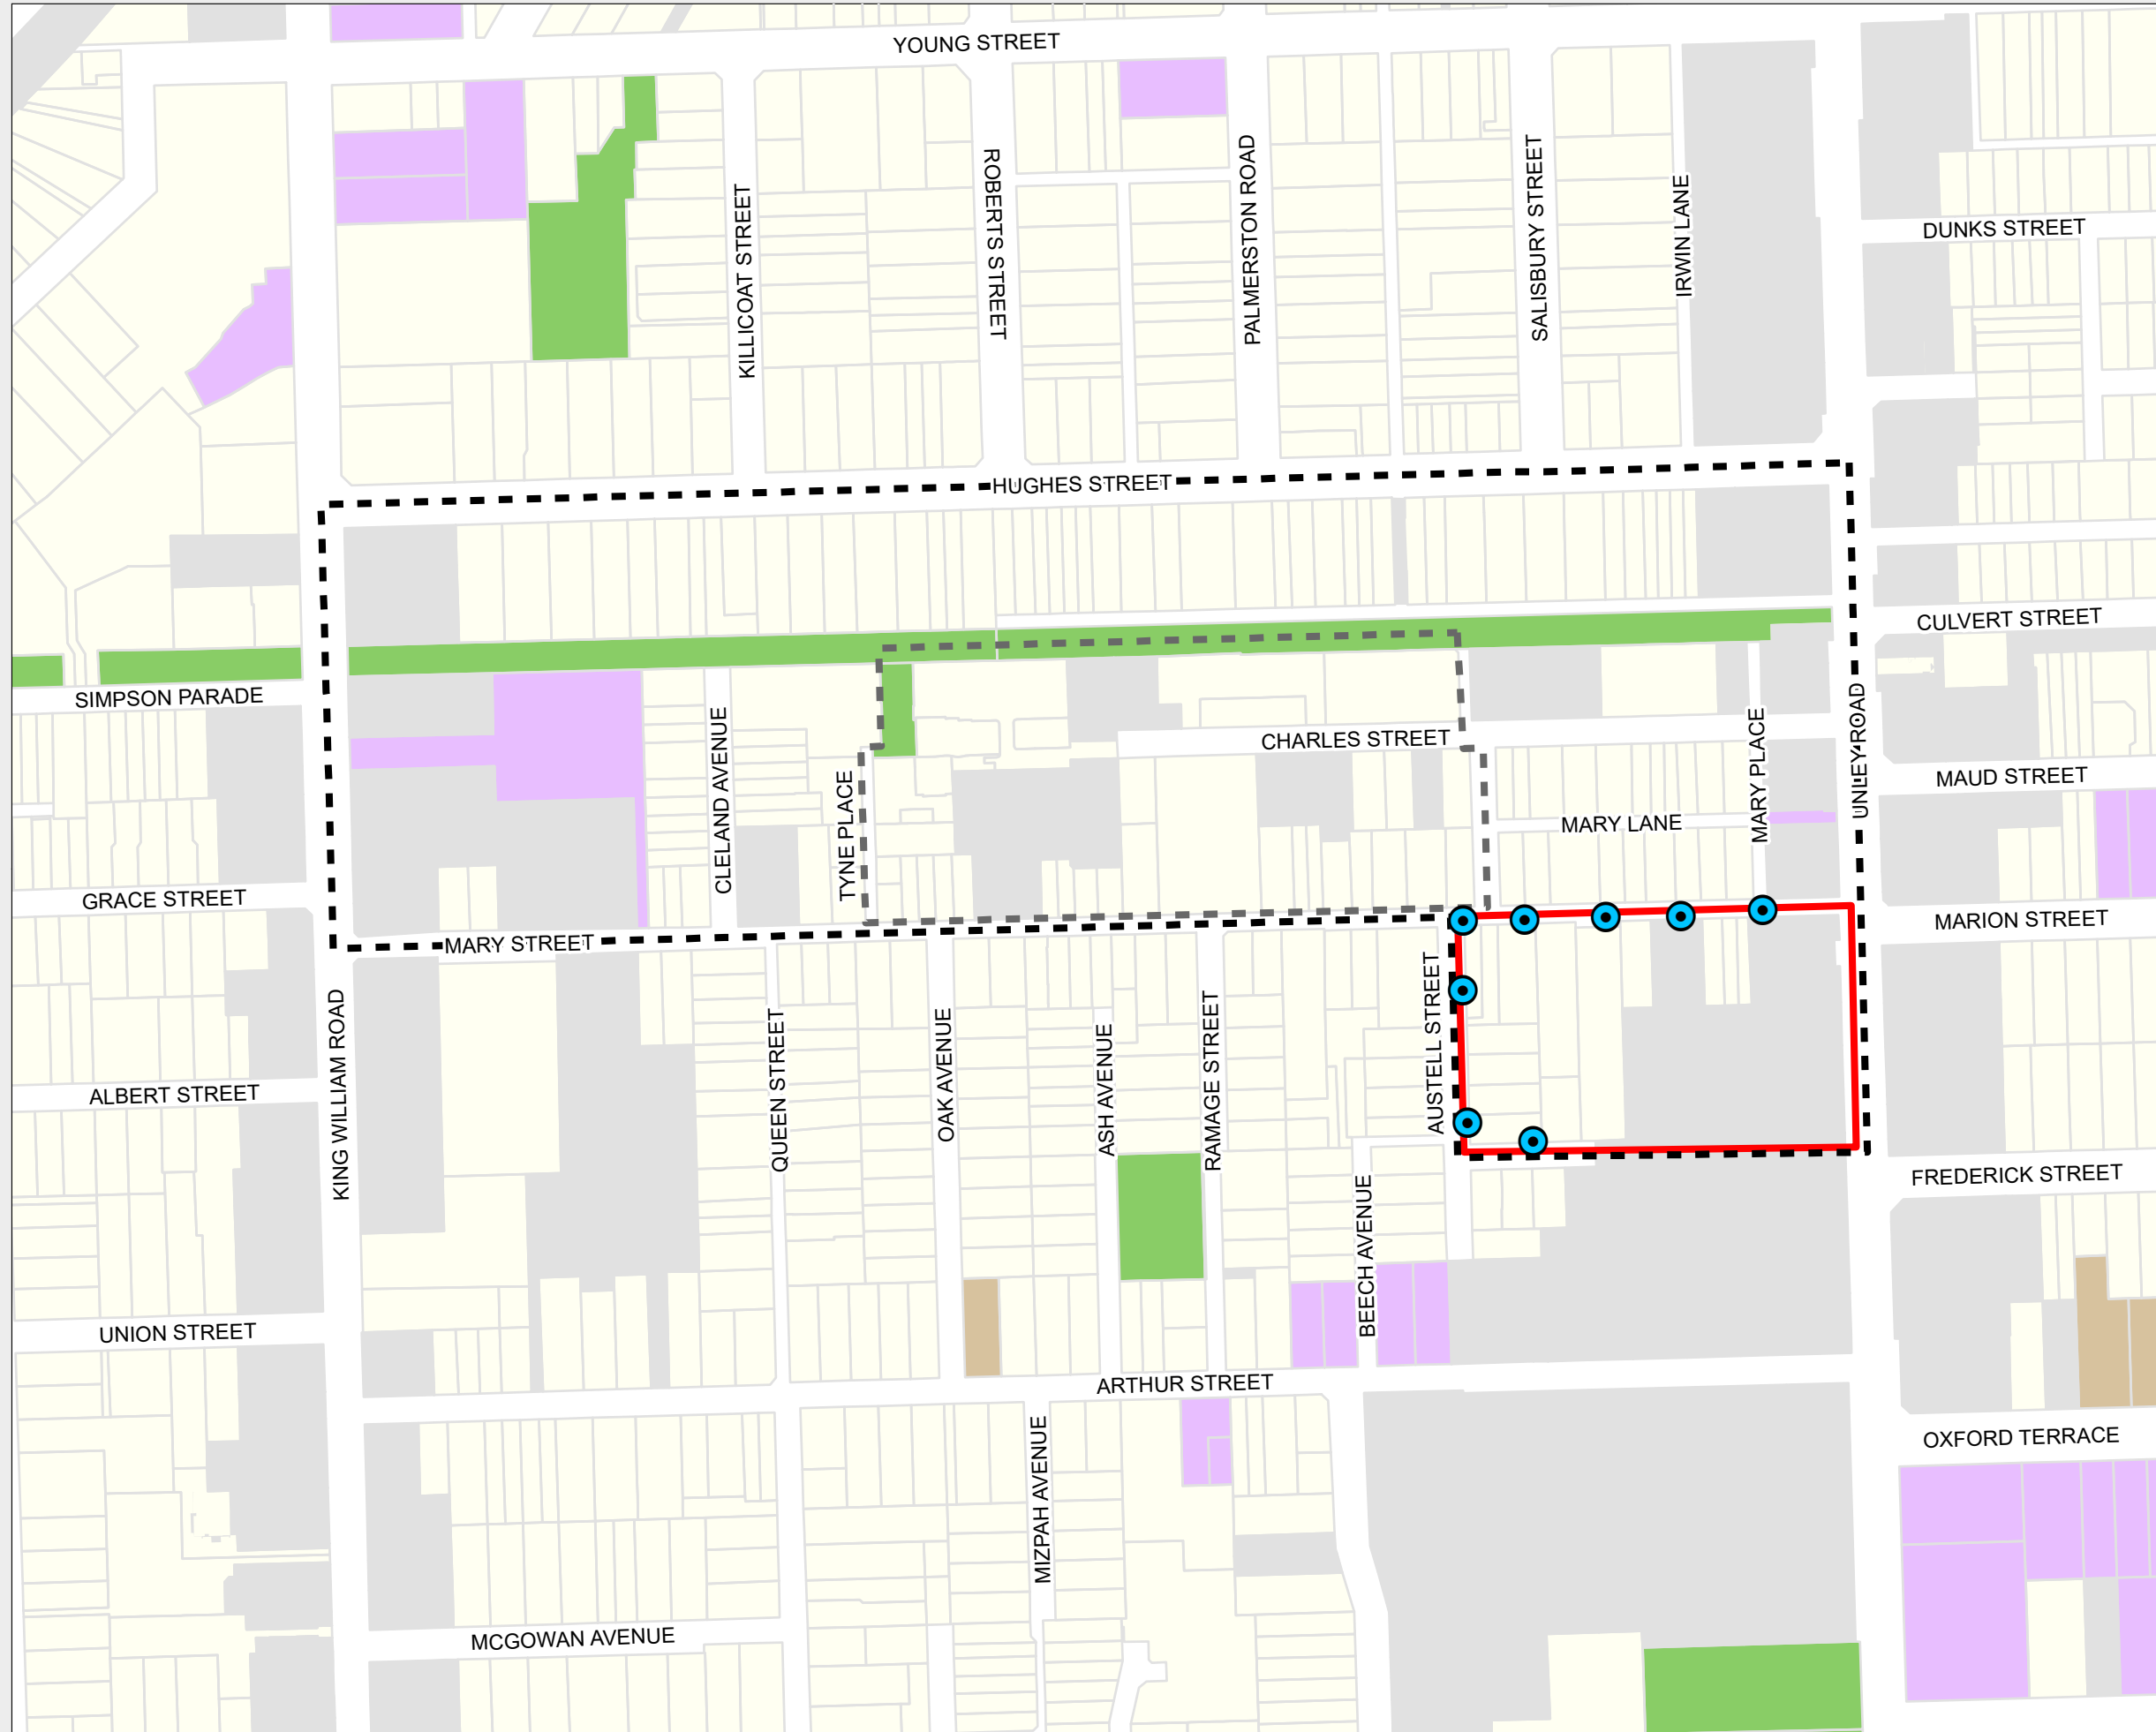 YOUNG STREET
KILLICOAT STREET
ROBERTS STREET
PALMERSTON ROAD
SALISBURY STREET
IRWIN LANE
DUNKS STREET
HUGHES STREET
CULVERT STREET
SIMPSON PARADE
CLELAND AVENUE
TYNE PLACE
CHARLES STREET
MARY PLACE
UNLEY ROAD
MAUD STREET
MARY LANE
GRACE STREET
MARY STREET
MARION STREET
KING WILLIAM ROAD
ALBERT STREET
QUEEN STREET
OAK AVENUE
ASH AVENUE
RAMAGE STREET
AUSTELL STREET
BEECH AVENUE
FREDERICK STREET
UNION STREET
ARTHUR STREET
MIZPAH AVENUE
OXFORD TERRACE
MCGOWAN AVENUE